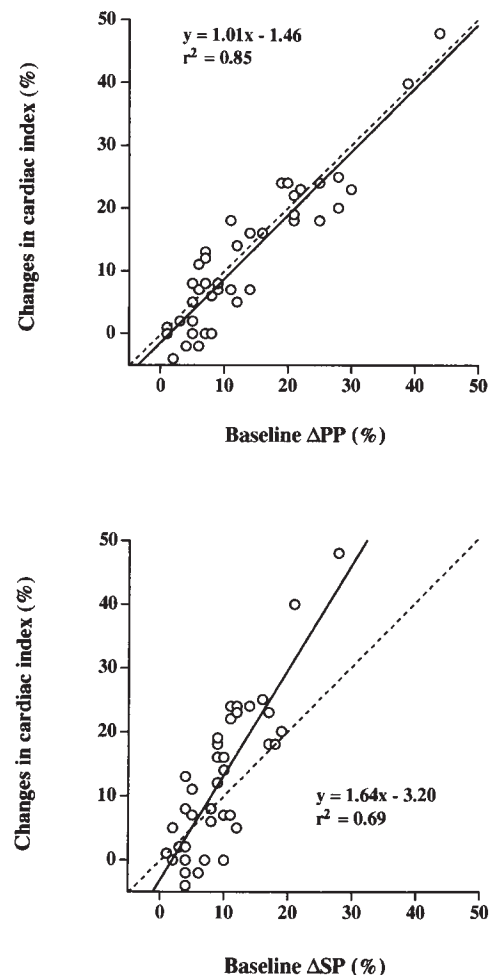 50
40
30
20
10
0
Changes in cardiac index (%)
y = 1.01x - 1.46
r² = 0.85
0 10 20 30 40 50
Baseline ΔPP (%)
50
40
30
20
10
0
Changes in cardiac index (%)
y = 1.64x - 3.20
r² = 0.69
0 10 20 30 40 50
Baseline ΔSP (%)